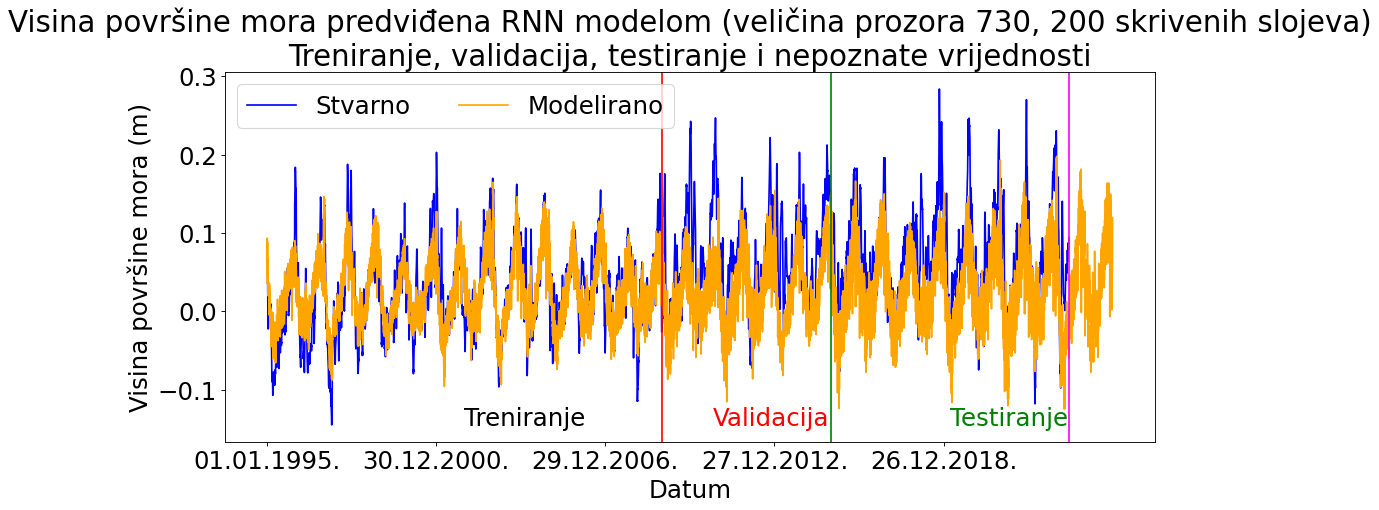 Visina površine mora predviđena RNN modelom (veličina prozora 730, 200 skrivenih slojeva)
Treniranje, validacija, testiranje i nepoznate vrijednosti
Stvarno Modelirano
Visina površine mora (m)
0.3
0.2
0.1
0.0
−0.1
Treniranje Validacija Testiranje
01.01.1995. 30.12.2000. 29.12.2006. 27.12.2012. 26.12.2018.
Datum